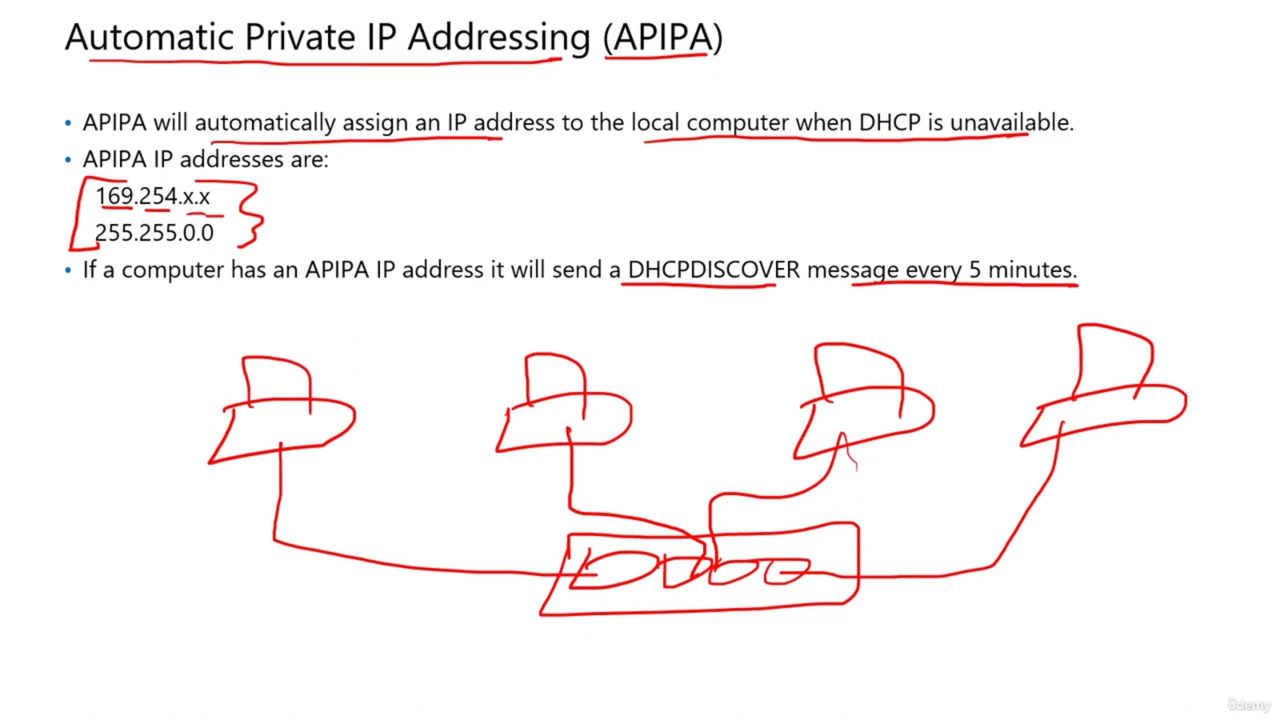 Automatic Private IP Addressing (APIPA)
• APIPA will automatically assign an IP address to the local computer when DHCP is unavailable.
• APIPA IP addresses are:
169.254.x.x
255.255.0.0
• If a computer has an APIPA IP address it will send a DHCPDISCOVER message every 5 minutes.
ûdemy